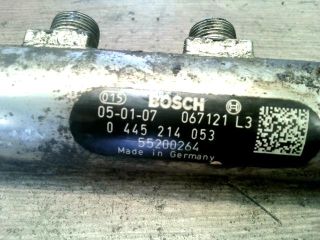 015 BOSCH
05-01-07 067121 L3
0 445 214 053
55200264
Made in Germany